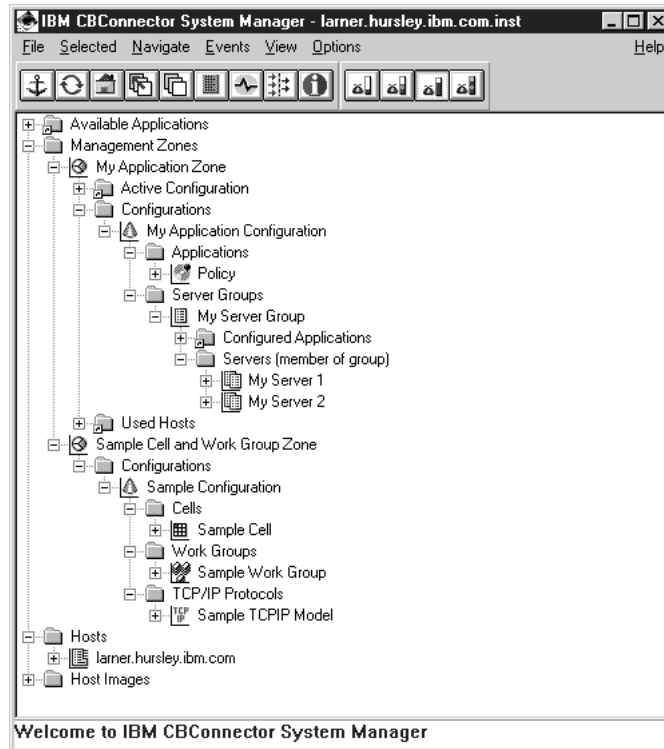 IBM CBConnector System Manager - larner.hursley.ibm.com.inst
File Selected Navigate Events View Options Help
Available Applications
Management Zones
My Application Zone
Active Configuration
Configurations
My Application Configuration
Applications
Policy
Server Groups
My Server Group
Configured Applications
Servers (member of group)
My Server 1
My Server 2
Used Hosts
Sample Cell and Work Group Zone
Configurations
Sample Configuration
Cells
Sample Cell
Work Groups
Sample Work Group
TCP/IP Protocols
TCP
IP
Sample TCPIP Model
Hosts
larner.hursley.ibm.com
Host Images
Welcome to IBM CBConnector System Manager